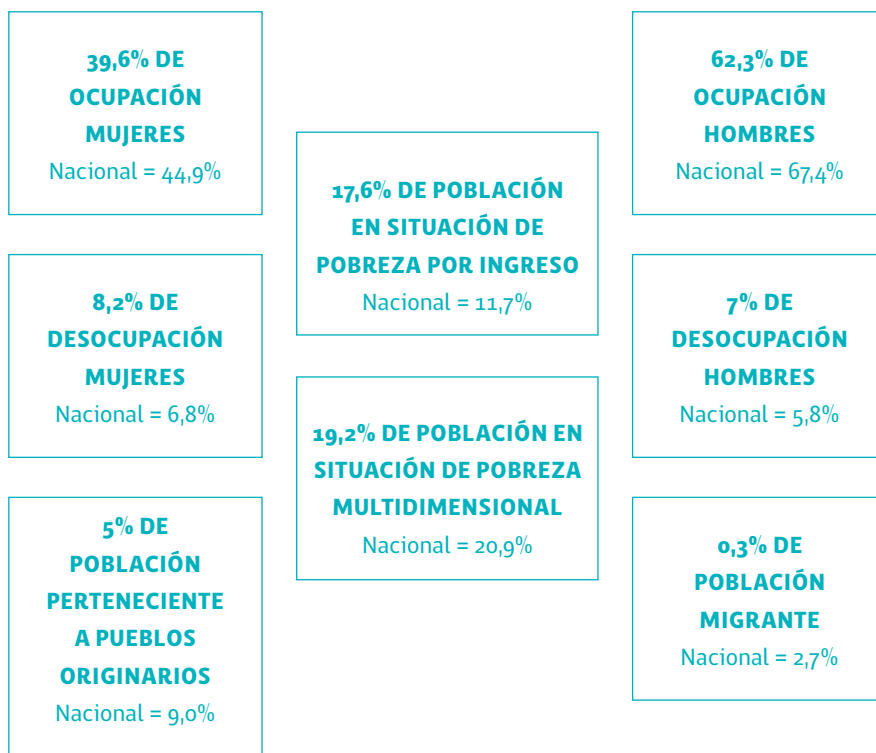 39,6% DE
OCUPACIÓN
MUJERES
Nacional = 44,9%
8,2% DE
DESOCUPACIÓN
MUJERES
Nacional = 6,8%
5% DE
POBLACIÓN
PERTENECIENTE
A PUEBLOS
ORIGINARIOS
Nacional = 9,0%
17,6% DE POBLACIÓN
EN SITUACIÓN DE
POBREZA POR INGRESO
Nacional = 11,7%
19,2% DE POBLACIÓN EN
SITUACIÓN DE POBREZA
MULTIDIMENSIONAL
Nacional = 20,9%
62,3% DE
OCUPACIÓN
HOMBRES
Nacional = 67,4%
7% DE
DESOCUPACIÓN
HOMBRES
Nacional = 5,8%
0,3% DE
POBLACIÓN
MIGRANTE
Nacional = 2,7%